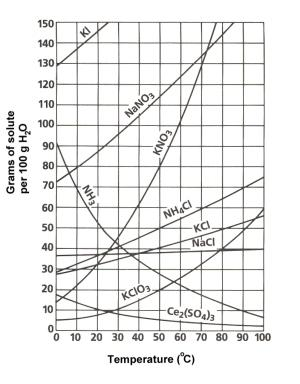 Grams of solute
per 100 g H₂O
150
140
130
120
110
100
90
80
70
60
50
40
30
20
10
0
KI
NaNO₃
KNO₃
NH₃
NH₄Cl
KCl
NaCl
KClO₃
Ce₂(SO₄)₃
0 10 20 30 40 50 60 70 80 90 100
Temperature (°C)